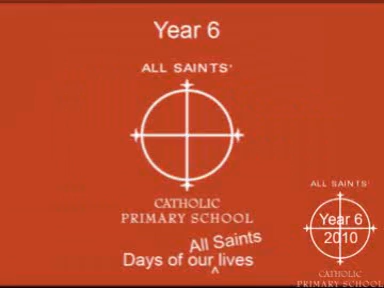 Year 6
ALL SAINTS'
CATHOLIC
PRIMARY SCHOOL
All Saints
Days of our ^ lives
ALL SAINTS'
Year 6
2010
CATHOLIC
PRIMARY SCHOOL